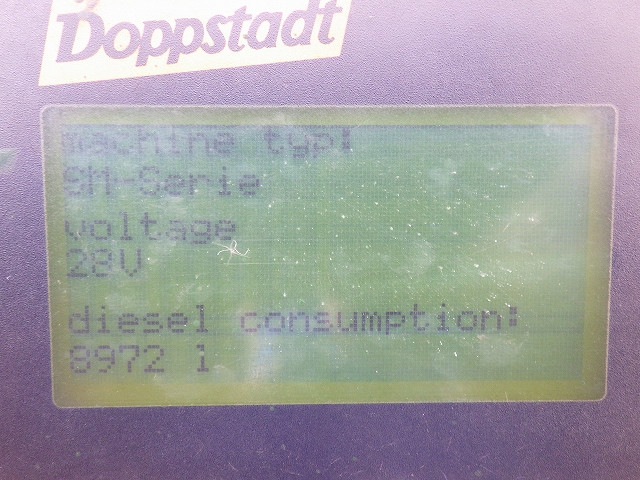 Doppstadt
machine typ:
SM-Serie
voltage
28V
diesel consumption:
8972 l